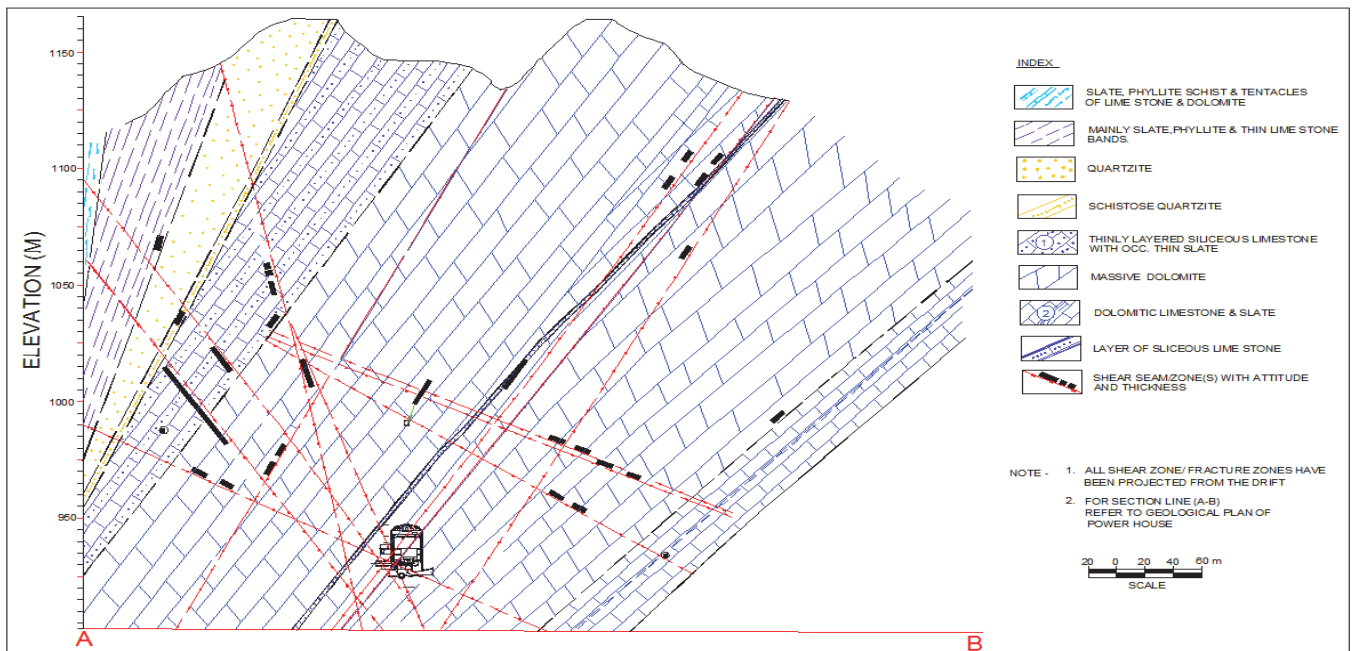 1150
1100
1050
1000
950
ELEVATION (M)
A
B
INDEX
SLATE, PHYLLITE SCHIST & TENTACLES
OF LIME STONE & DOLOMITE
MAINLY SLATE,PHYLLITE & THIN LIME STONE
BANDS.
QUARTZITE
SCHISTOSE QUARTZITE
1
THINLY LAYERED SILICEOUS LIMESTONE
WITH OCC. THIN SLATE
MASSIVE DOLOMITE
2
DOLOMITIC LIMESTONE & SLATE
LAYER OF SLICEOUS LIME STONE
SHEAR SEAM/ZONE(S) WITH ATTITUDE
AND THICKNESS
NOTE - 1. ALL SHEAR ZONE/ FRACTURE ZONES HAVE
BEEN PROJECTED FROM THE DRIFT
2. FOR SECTION LINE (A-B)
REFER TO GEOLOGICAL PLAN OF
POWER HOUSE
20 0 20 40 60 m
SCALE